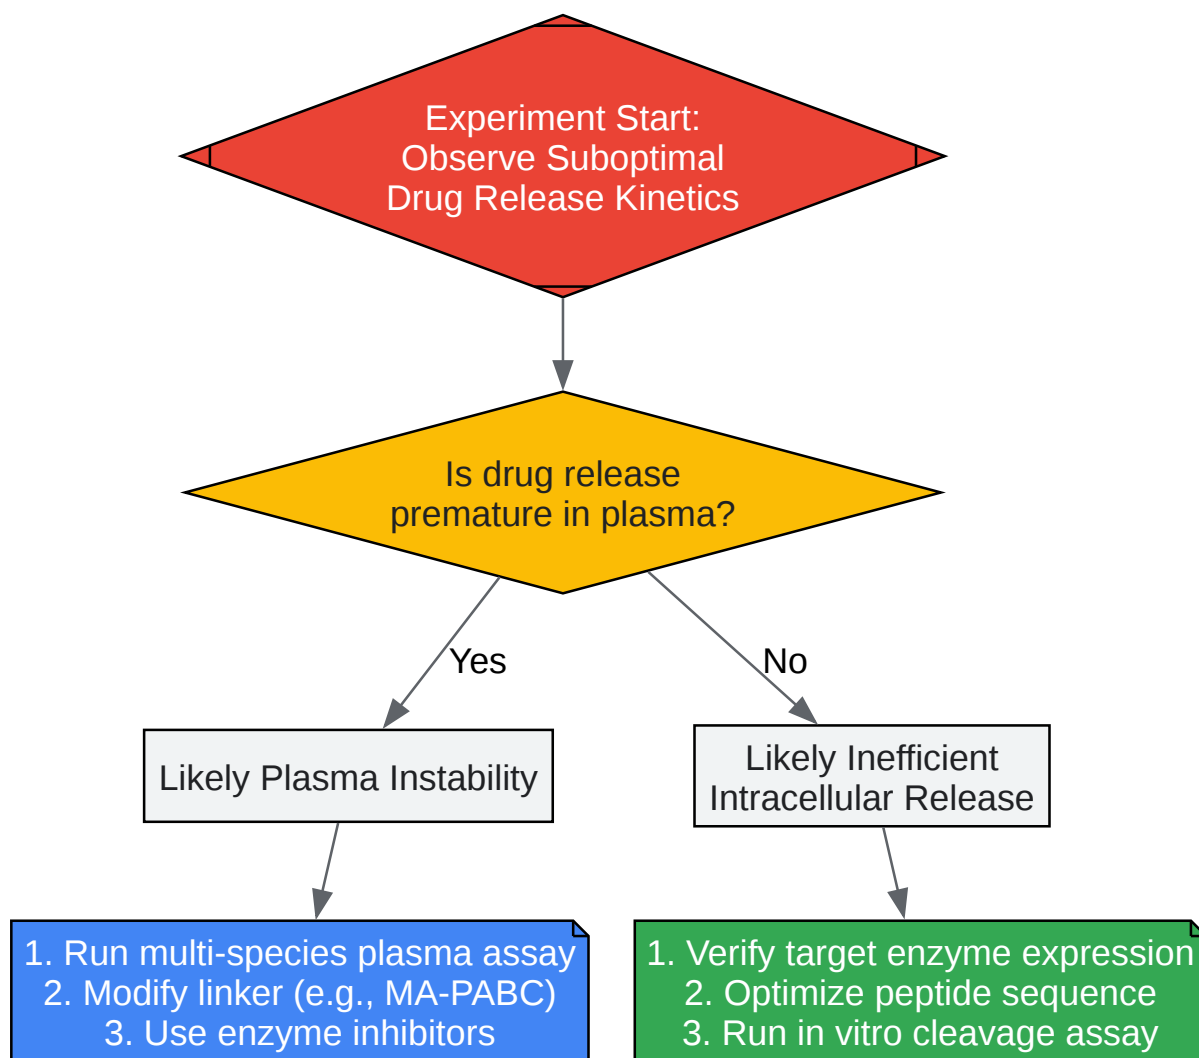 Experiment Start:
Observe Suboptimal
Drug Release Kinetics
Is drug release
premature in plasma?
Yes
No
Likely Plasma Instability
Likely Inefficient
Intracellular Release
1. Run multi-species plasma assay
2. Modify linker (e.g., MA-PABC)
3. Use enzyme inhibitors
1. Verify target enzyme expression
2. Optimize peptide sequence
3. Run in vitro cleavage assay